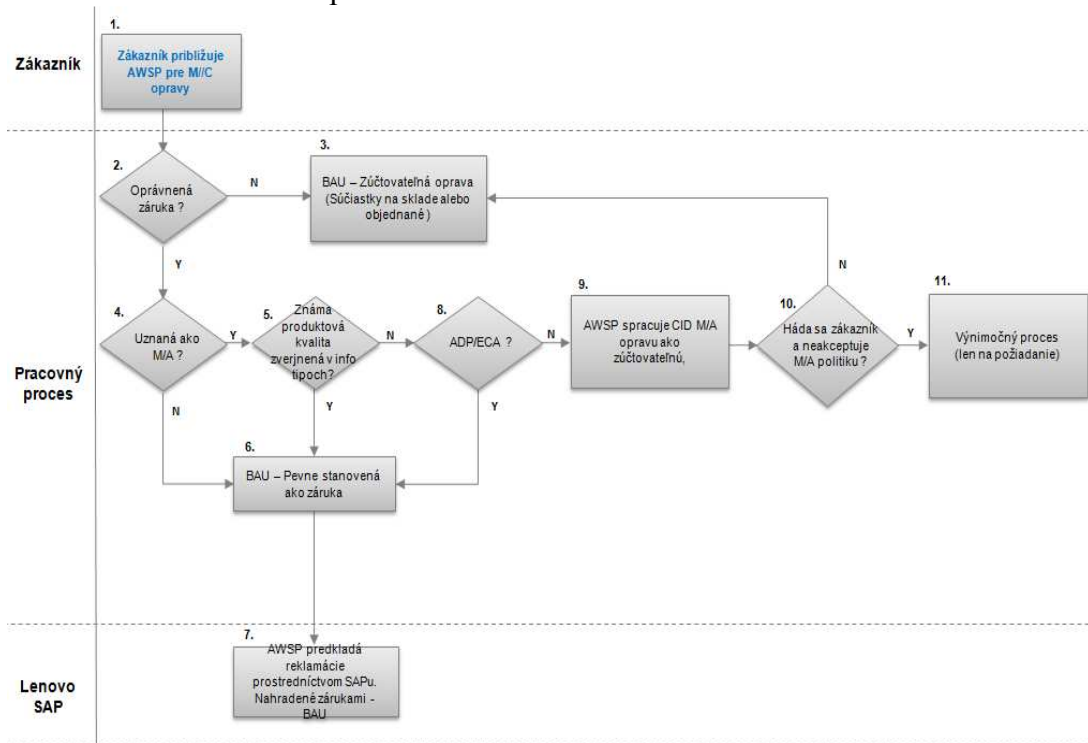 1.
Zákazník
Zákazník približuje
AWSP pre M//C
opravy
2.
Oprávnená
záruka ?
N
3.
BAU – Zúčtovateľná oprava
(Súčiastky na sklade alebo
objednané )
Y
N
Pracovný
proces
4.
Uznaná ako
M/A ?
Y
5.
Známa
produktová
kvalita
zverjnená v info
tipoch?
N
8.
ADP/ECA ?
N
9.
AWSP spracuje CID M/A
opravu ako
zúčtovateľnú,
10.
Háda sa zákazník
a neakceptuje
M/A politiku ?
Y
11.
Výnimočný proces
(len na požiadanie)
N
Y
Y
6.
BAU – Pevne stanovená
ako záruka
Lenovo
SAP
7.
AWSP predkladá
reklamácie
prostredníctvom SAPu.
Nahradené zárukami -
BAU